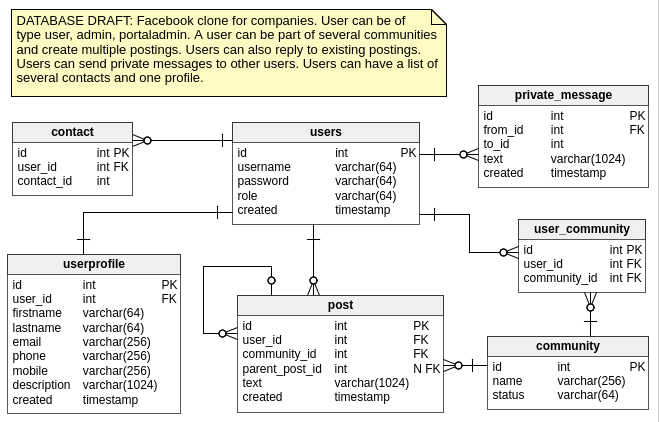 DATABASE DRAFT: Facebook clone for companies. User can be of
type user, admin, portaladmin. A user can be part of several communities
and create multiple postings. Users can also reply to existing postings.
Users can send private messages to other users. Users can have a list of
several contacts and one profile.
contact
id int PK
user_id int FK
contact_id int
users
id int PK
username varchar(64)
password varchar(64)
role varchar(64)
created timestamp
private_message
id int PK
from_id int FK
to_id int
text varchar(1024)
created timestamp
user_community
id int PK
user_id int FK
community_id int FK
userprofile
id int PK
user_id int FK
firstname varchar(64)
lastname varchar(64)
email varchar(256)
phone varchar(256)
mobile varchar(256)
description varchar(1024)
created timestamp
post
id int PK
user_id int FK
community_id int FK
parent_post_id int N FK
text varchar(1024)
created timestamp
community
id int PK
name varchar(256)
status varchar(64)